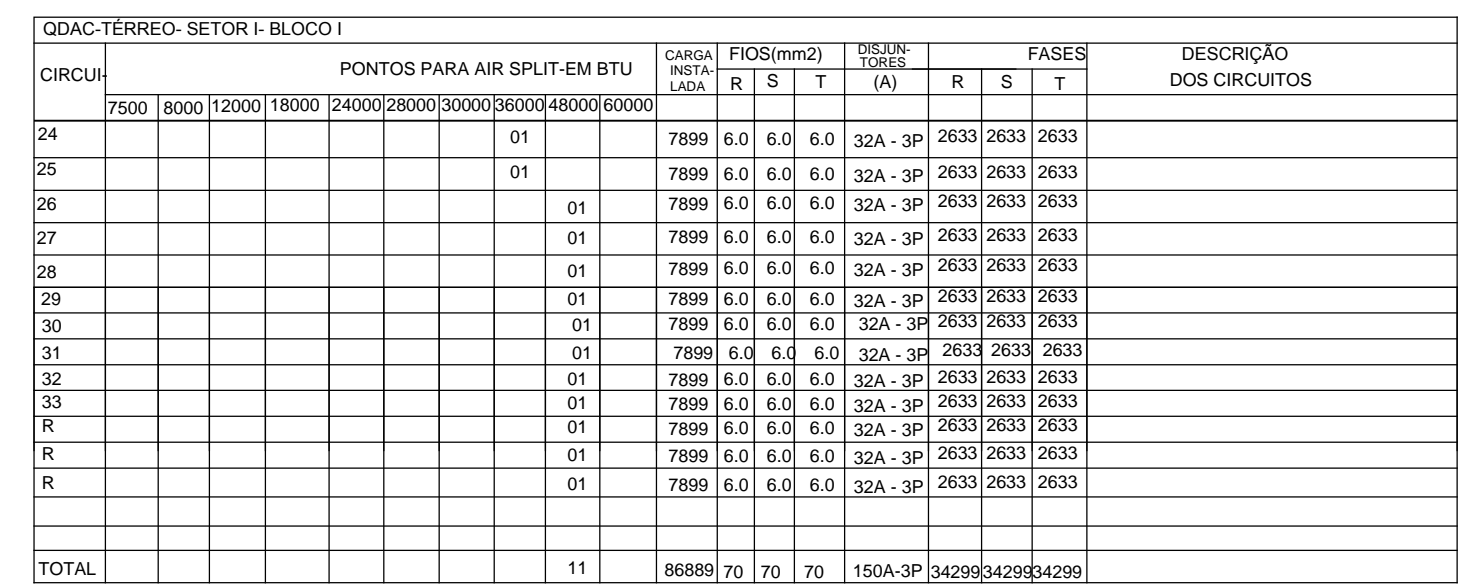 QDAC-TÉRREO- SETOR I- BLOCO I
CIRCUI- PONTOS PARA AIR SPLIT-EM BTU CARGA INSTA- LADA FIOS(mm2) DISJUN- TORES FASES DESCRIÇÃO
R S T (A) R S T DOS CIRCUITOS
7500 8000 12000 18000 24000 28000 30000 36000 48000 60000
24 01 7899 6.0 6.0 6.0 32A - 3P 2633 2633 2633
25 01 7899 6.0 6.0 6.0 32A - 3P 2633 2633 2633
26 01 7899 6.0 6.0 6.0 32A - 3P 2633 2633 2633
27 01 7899 6.0 6.0 6.0 32A - 3P 2633 2633 2633
28 01 7899 6.0 6.0 6.0 32A - 3P 2633 2633 2633
29 01 7899 6.0 6.0 6.0 32A - 3P 2633 2633 2633
30 01 7899 6.0 6.0 6.0 32A - 3P 2633 2633 2633
31 01 7899 6.0 6.0 6.0 32A - 3P 2633 2633 2633
32 01 7899 6.0 6.0 6.0 32A - 3P 2633 2633 2633
33 01 7899 6.0 6.0 6.0 32A - 3P 2633 2633 2633
R 01 7899 6.0 6.0 6.0 32A - 3P 2633 2633 2633
R 01 7899 6.0 6.0 6.0 32A - 3P 2633 2633 2633
R 01 7899 6.0 6.0 6.0 32A - 3P 2633 2633 2633
TOTAL 11 86889 70 70 70 150A-3P 34299 34299 34299